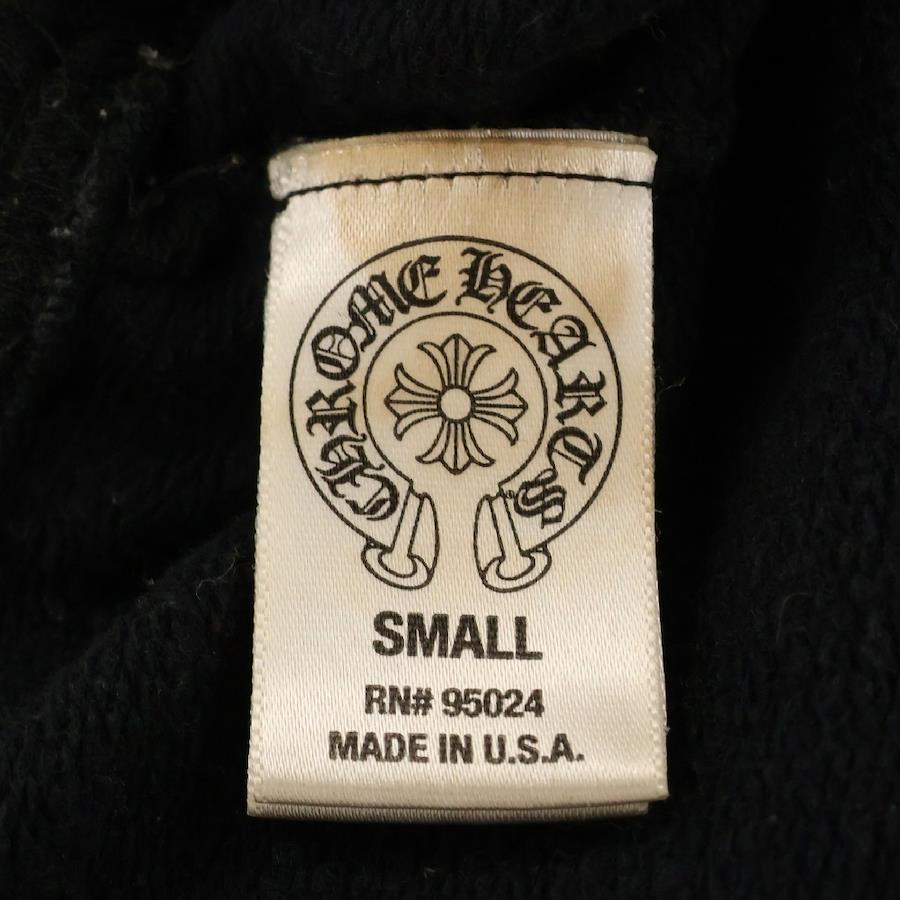 CHROME HEARTS
SMALL
RN# 95024
MADE IN U.S.A.